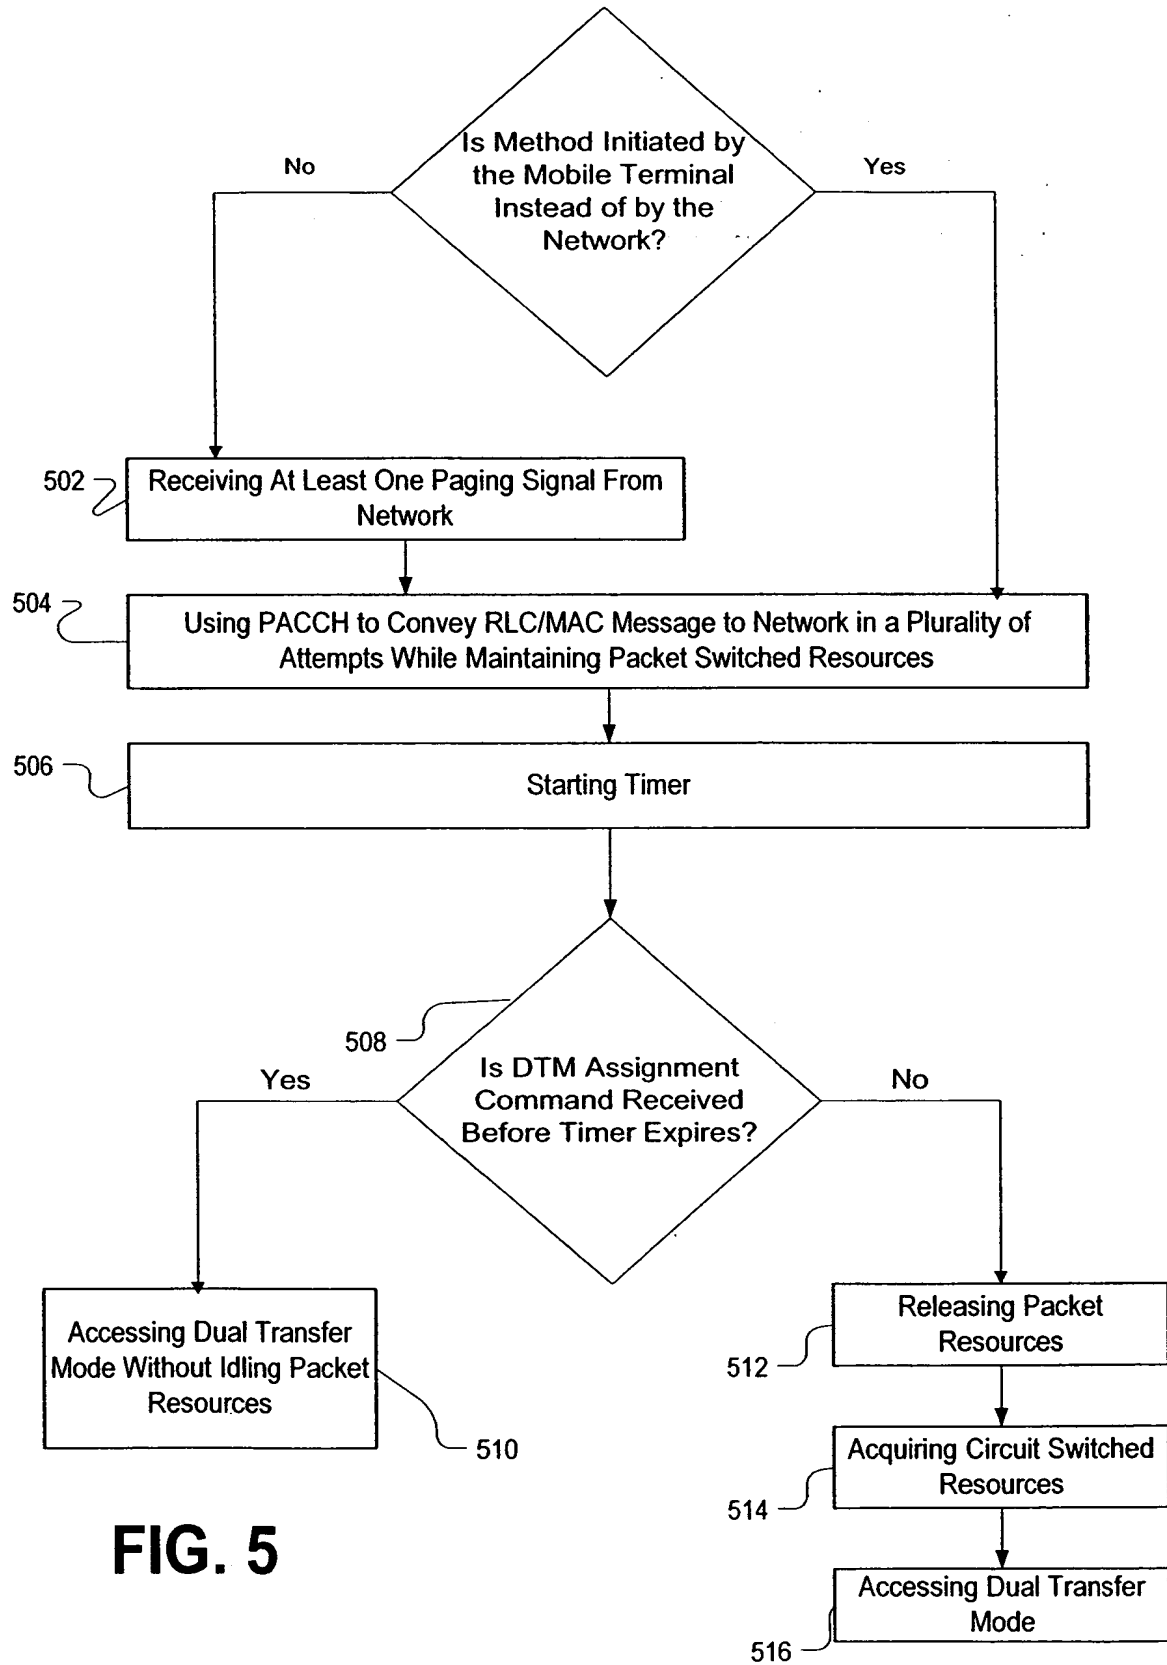 Is Method Initiated by
the Mobile Terminal
Instead of by the
Network?
No
Yes
502
Receiving At Least One Paging Signal From
Network
504
Using PACCH to Convey RLC/MAC Message to Network in a Plurality of
Attempts While Maintaining Packet Switched Resources
506
Starting Timer
508
Is DTM Assignment
Command Received
Before Timer Expires?
Yes
No
Accessing Dual Transfer
Mode Without Idling Packet
Resources
510
Releasing Packet
Resources
512
Acquiring Circuit Switched
Resources
514
Accessing Dual Transfer
Mode
516
FIG. 5